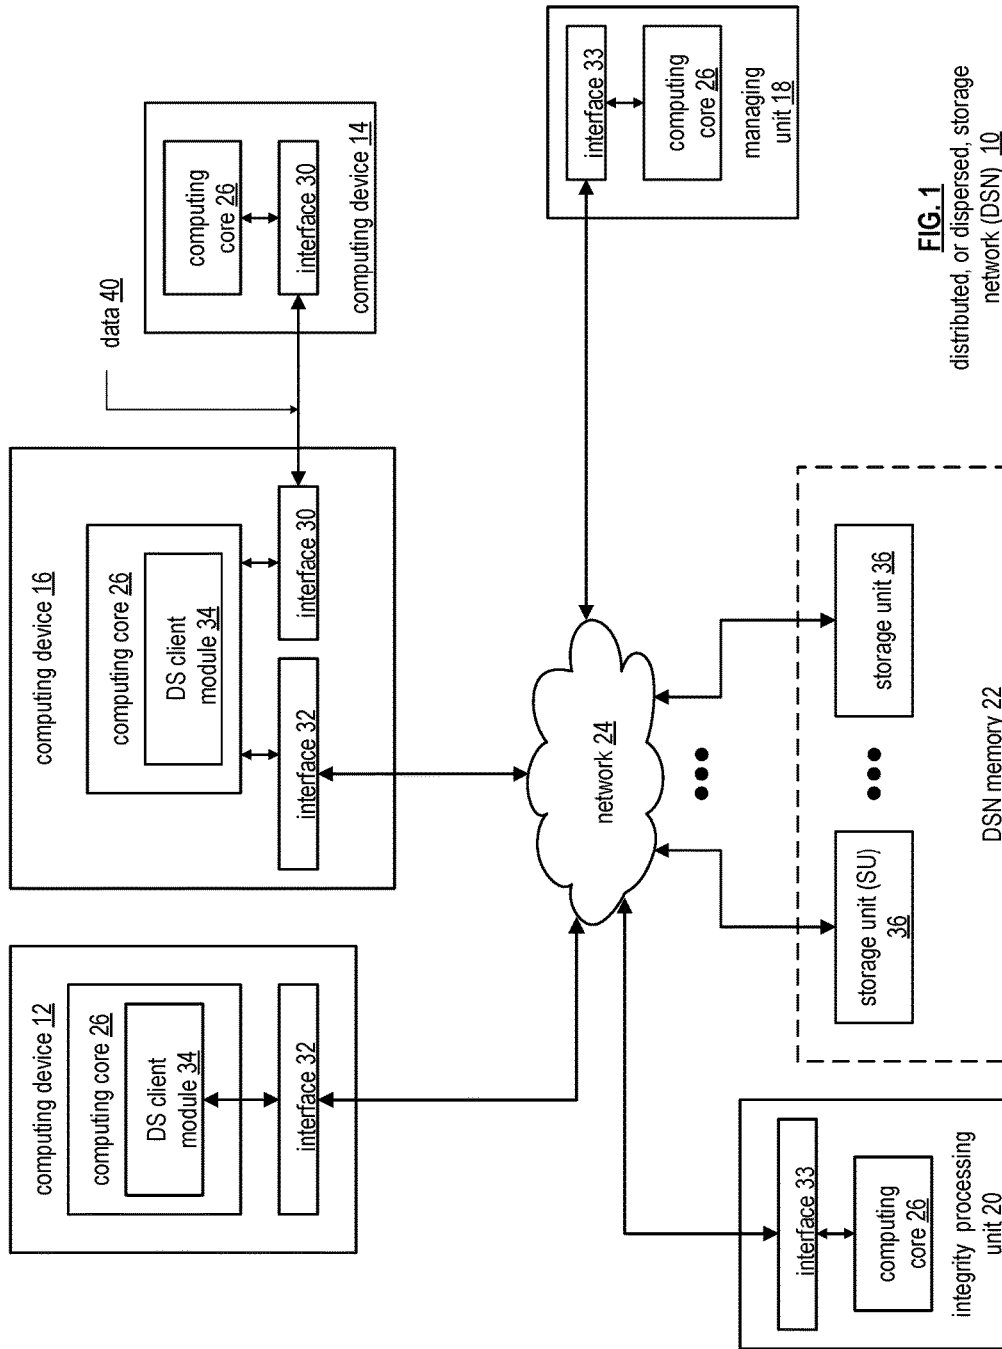 computing device 12
computing core 26
DS client
module 34
interface 32
computing device 16
computing core 26
DS client
module 34
interface 32
interface 30
data 40
computing
core 26
interface 30
computing device 14
network 24
interface 33
computing
core 26
integrity processing
unit 20
storage unit (SU)
36
storage unit 36
DSN memory 22
interface 33
computing
core 26
managing
unit 18
FIG. 1
distributed, or dispersed, storage
network (DSN) 10